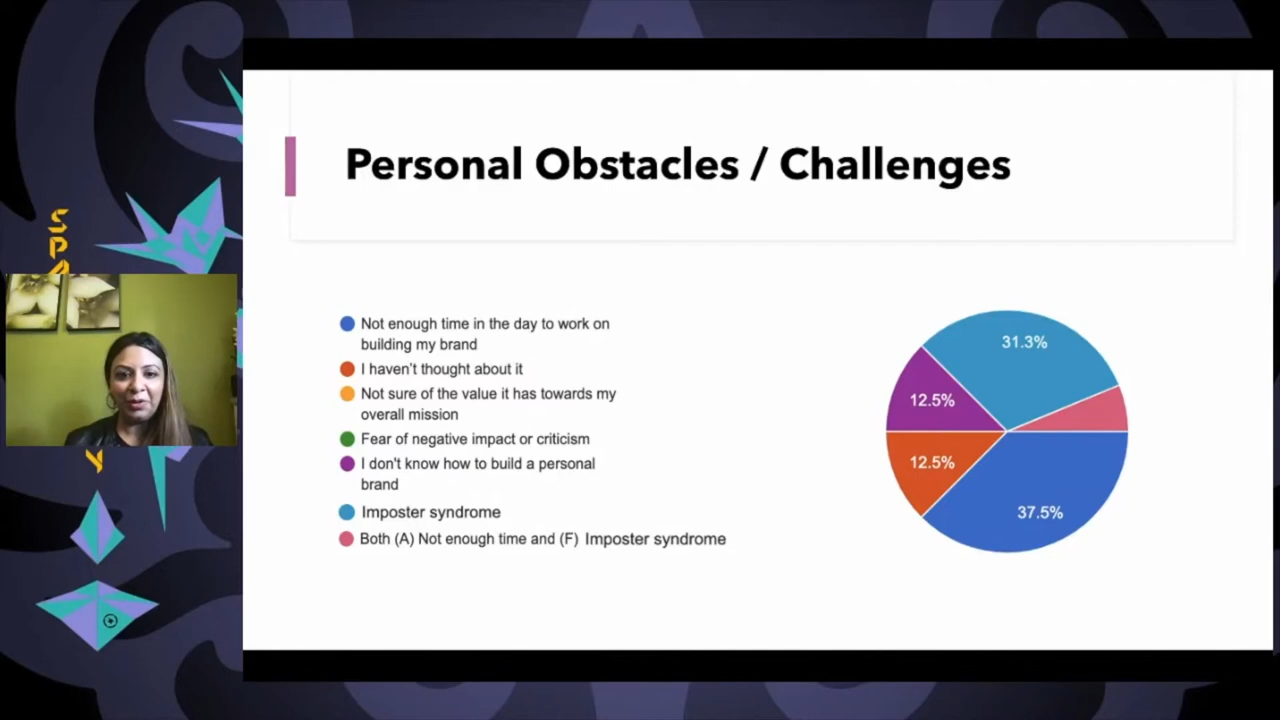 Personal Obstacles / Challenges
Not enough time in the day to work on
building my brand
I haven't thought about it
Not sure of the value it has towards my
overall mission
Fear of negative impact or criticism
I don't know how to build a personal
brand
Imposter syndrome
Both (A) Not enough time and (F) Imposter syndrome
31.3%
12.5%
12.5%
37.5%